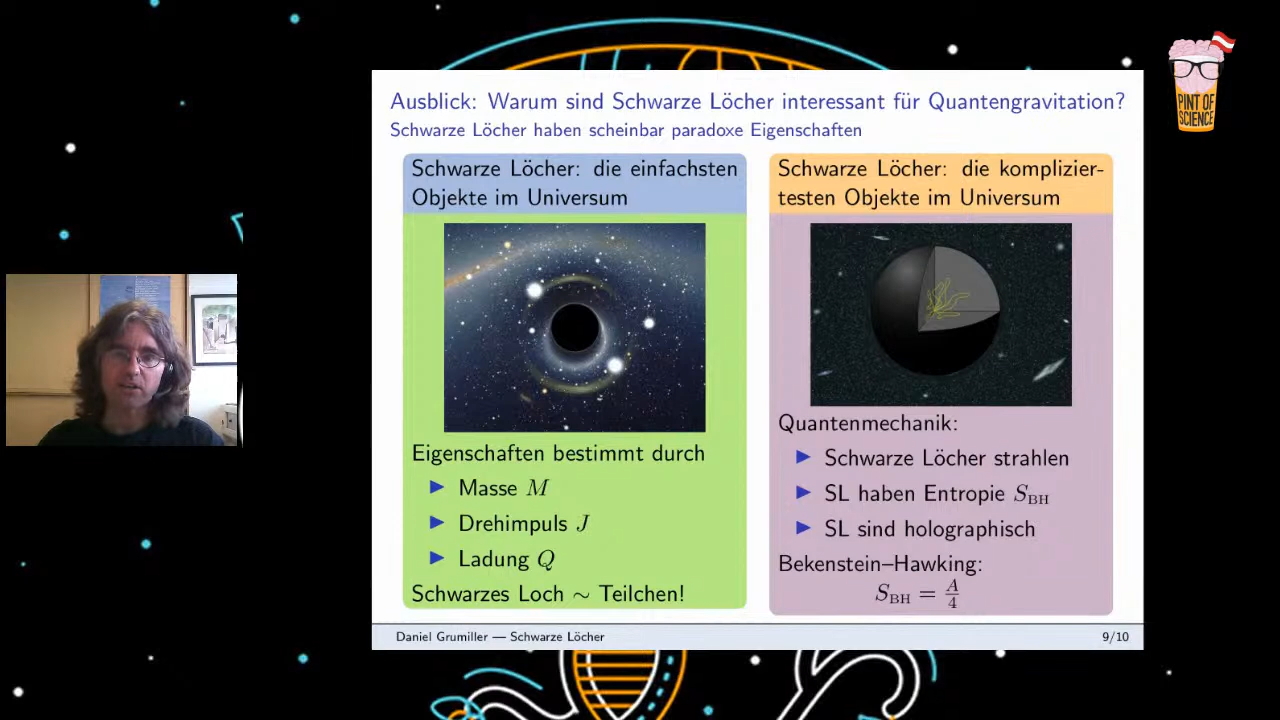 Ausblick: Warum sind Schwarze Löcher interessant für Quantengravitation?
Schwarze Löcher haben scheinbar paradoxe Eigenschaften
Schwarze Löcher: die einfachsten
Objekte im Universum
Eigenschaften bestimmt durch
Masse M
Drehimpuls J
Ladung Q
Schwarzes Loch ∼ Teilchen!
Schwarze Löcher: die komplizier-
testen Objekte im Universum
Quantenmechanik:
Schwarze Löcher strahlen
SL haben Entropie S_BH
SL sind holographisch
Bekenstein–Hawking:
S_BH = A/4
Daniel Grumiller — Schwarze Löcher
9/10
PINT OF
SCIENCE